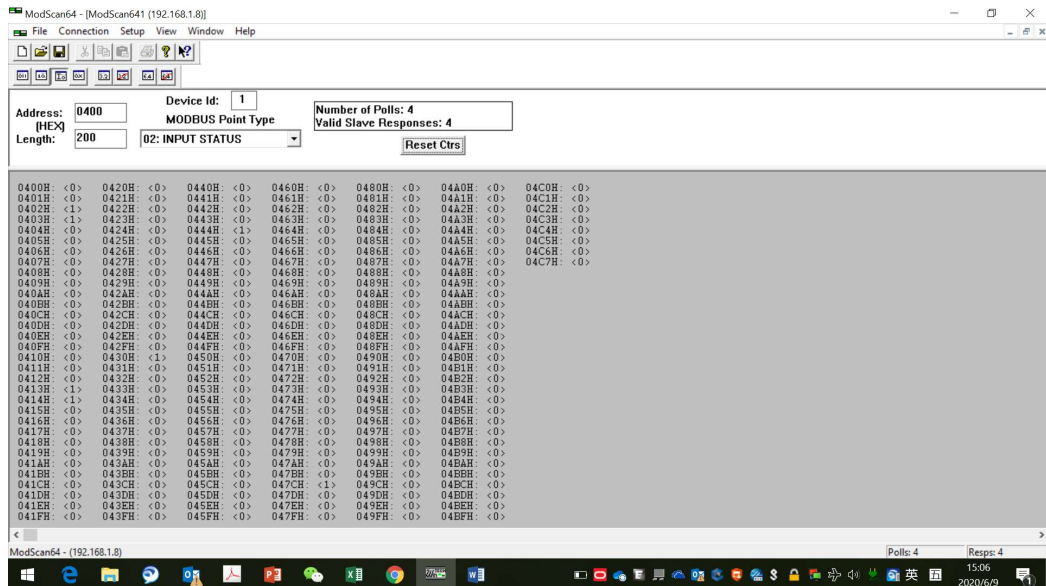 ModScan64 - [ModScan641 (192.168.1.8)]
File Connection Setup View Window Help
Address: 0400
(HEX)
Length: 200
Device Id: 1
MODBUS Point Type
02: INPUT STATUS
Number of Polls: 4
Valid Slave Responses: 4
Reset Ctrs
0400H: <0> 0420H: <0> 0440H: <0> 0460H: <0> 0480H: <0> 04A0H: <0> 04C0H: <0>
0401H: <0> 0421H: <0> 0441H: <0> 0461H: <0> 0481H: <0> 04A1H: <0> 04C1H: <0>
0402H: <1> 0422H: <0> 0442H: <0> 0462H: <0> 0482H: <0> 04A2H: <0> 04C2H: <0>
0403H: <1> 0423H: <0> 0443H: <0> 0463H: <0> 0483H: <0> 04A3H: <0> 04C3H: <0>
0404H: <0> 0424H: <0> 0444H: <1> 0464H: <0> 0484H: <0> 04A4H: <0> 04C4H: <0>
0405H: <0> 0425H: <0> 0445H: <0> 0465H: <0> 0485H: <0> 04A5H: <0> 04C5H: <0>
0406H: <0> 0426H: <0> 0446H: <0> 0466H: <0> 0486H: <0> 04A6H: <0> 04C6H: <0>
0407H: <0> 0427H: <0> 0447H: <0> 0467H: <0> 0487H: <0> 04A7H: <0> 04C7H: <0>
0408H: <0> 0428H: <0> 0448H: <0> 0468H: <0> 0488H: <0> 04A8H: <0>
0409H: <0> 0429H: <0> 0449H: <0> 0469H: <0> 0489H: <0> 04A9H: <0>
040AH: <0> 042AH: <0> 044AH: <0> 046AH: <0> 048AH: <0> 04AAH: <0>
040BH: <0> 042BH: <0> 044BH: <0> 046BH: <0> 048BH: <0> 04ABH: <0>
040CH: <0> 042CH: <0> 044CH: <0> 046CH: <0> 048CH: <0> 04ACH: <0>
040DH: <0> 042DH: <0> 044DH: <0> 046DH: <0> 048DH: <0> 04ADH: <0>
040EH: <0> 042EH: <0> 044EH: <0> 046EH: <0> 048EH: <0> 04AEH: <0>
040FH: <0> 042FH: <0> 044FH: <0> 046FH: <0> 048FH: <0> 04AFH: <0>
0410H: <0> 0430H: <1> 0450H: <0> 0470H: <0> 0490H: <0> 04B0H: <0>
0411H: <0> 0431H: <0> 0451H: <0> 0471H: <0> 0491H: <0> 04B1H: <0>
0412H: <0> 0432H: <0> 0452H: <0> 0472H: <0> 0492H: <0> 04B2H: <0>
0413H: <1> 0433H: <0> 0453H: <0> 0473H: <0> 0493H: <0> 04B3H: <0>
0414H: <1> 0434H: <0> 0454H: <0> 0474H: <0> 0494H: <0> 04B4H: <0>
0415H: <0> 0435H: <0> 0455H: <0> 0475H: <0> 0495H: <0> 04B5H: <0>
0416H: <0> 0436H: <0> 0456H: <0> 0476H: <0> 0496H: <0> 04B6H: <0>
0417H: <0> 0437H: <0> 0457H: <0> 0477H: <0> 0497H: <0> 04B7H: <0>
0418H: <0> 0438H: <0> 0458H: <0> 0478H: <0> 0498H: <0> 04B8H: <0>
0419H: <0> 0439H: <0> 0459H: <0> 0479H: <0> 0499H: <0> 04B9H: <0>
041AH: <0> 043AH: <0> 045AH: <0> 047AH: <0> 049AH: <0> 04BAH: <0>
041BH: <0> 043BH: <0> 045BH: <0> 047BH: <0> 049BH: <0> 04BBH: <0>
041CH: <0> 043CH: <0> 045CH: <0> 047CH: <1> 049CH: <0> 04BCH: <0>
041DH: <0> 043DH: <0> 045DH: <0> 047DH: <0> 049DH: <0> 04BDH: <0>
041EH: <0> 043EH: <0> 045EH: <0> 047EH: <0> 049EH: <0> 04BEH: <0>
041FH: <0> 043FH: <0> 045FH: <0> 047FH: <0> 049FH: <0> 04BFH: <0>
ModScan64 - (192.168.1.8) Polls: 4 Resps: 4
英 15:06
2020/6/9